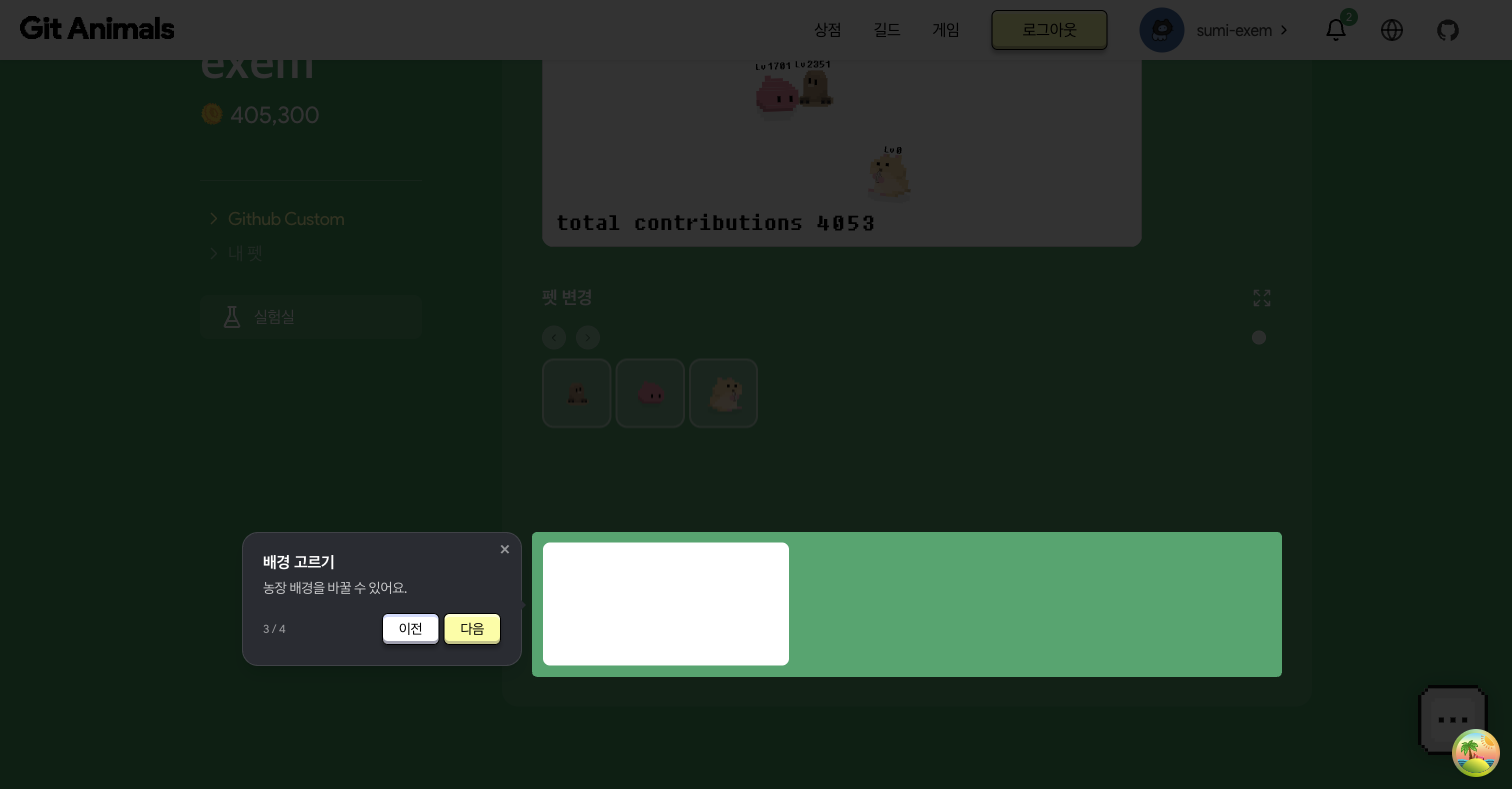 Git Animals
상점
길드
게임
로그아웃
sumi-exem
2
exem
405,300
Github Custom
내 펫
실험실
Lv1701 Lv2351
Lv0
total contributions 4053
펫 변경
배경 고르기
농장 배경을 바꿀 수 있어요.
3 / 4
이전
다음